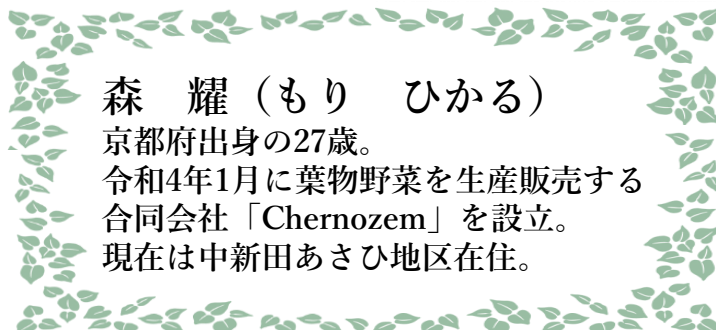 森　耀（もり　ひかる）
京都府出身の27歳。
令和4年1月に葉物野菜を生産販売する
合同会社「Chernozem」を設立。
現在は中新田あさひ地区在住。